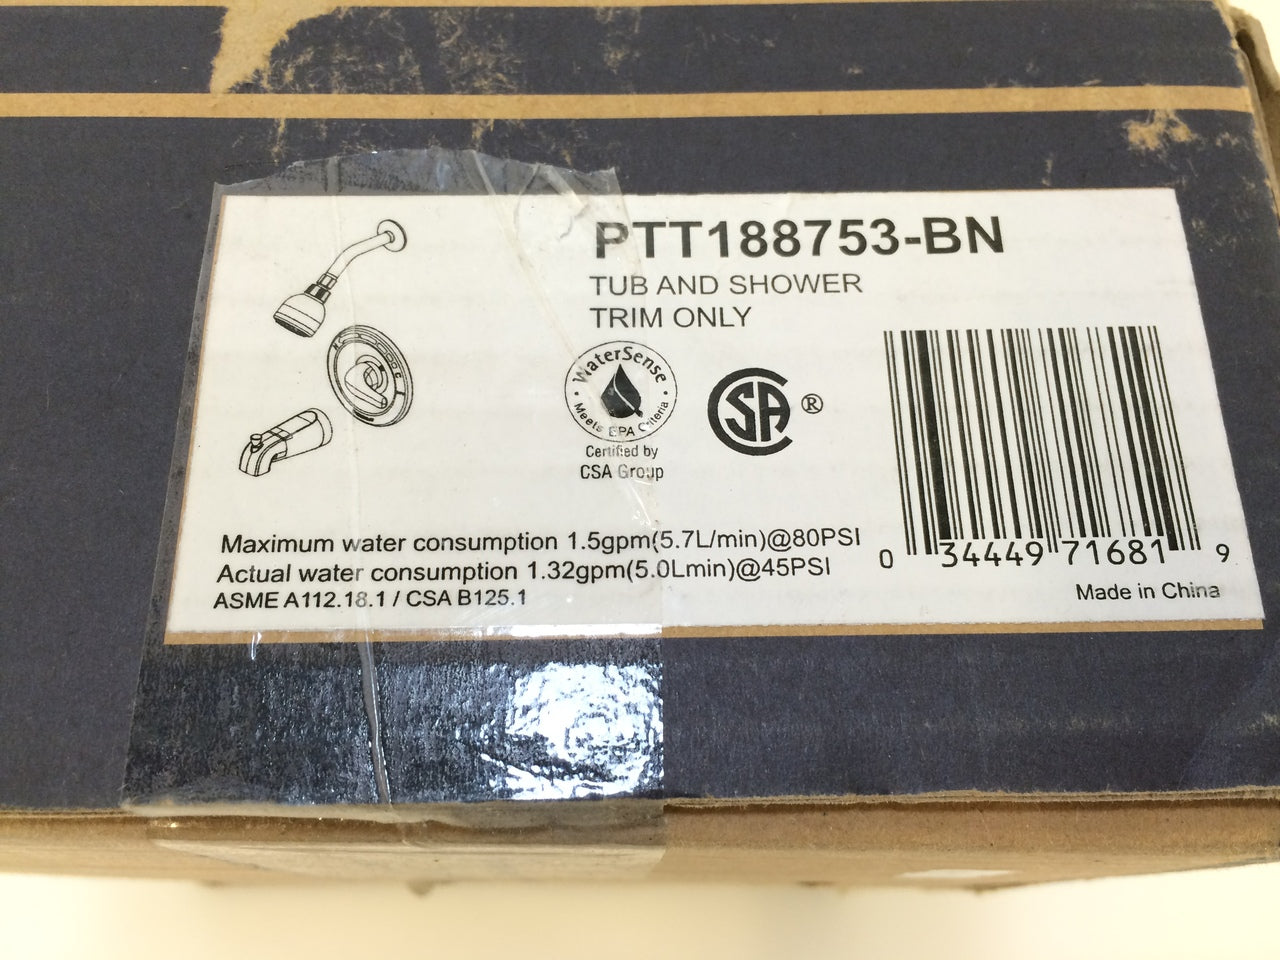 PTT188753-BN
TUB AND SHOWER
TRIM ONLY
WaterSense
Meets EPA Criteria
Certified by
CSA Group
SA ®
Maximum water consumption 1.5gpm(5.7L/min)@80PSI
Actual water consumption 1.32gpm(5.0Lmin)@45PSI
ASME A112.18.1 / CSA B125.1
0 34449 71681 9
Made in China